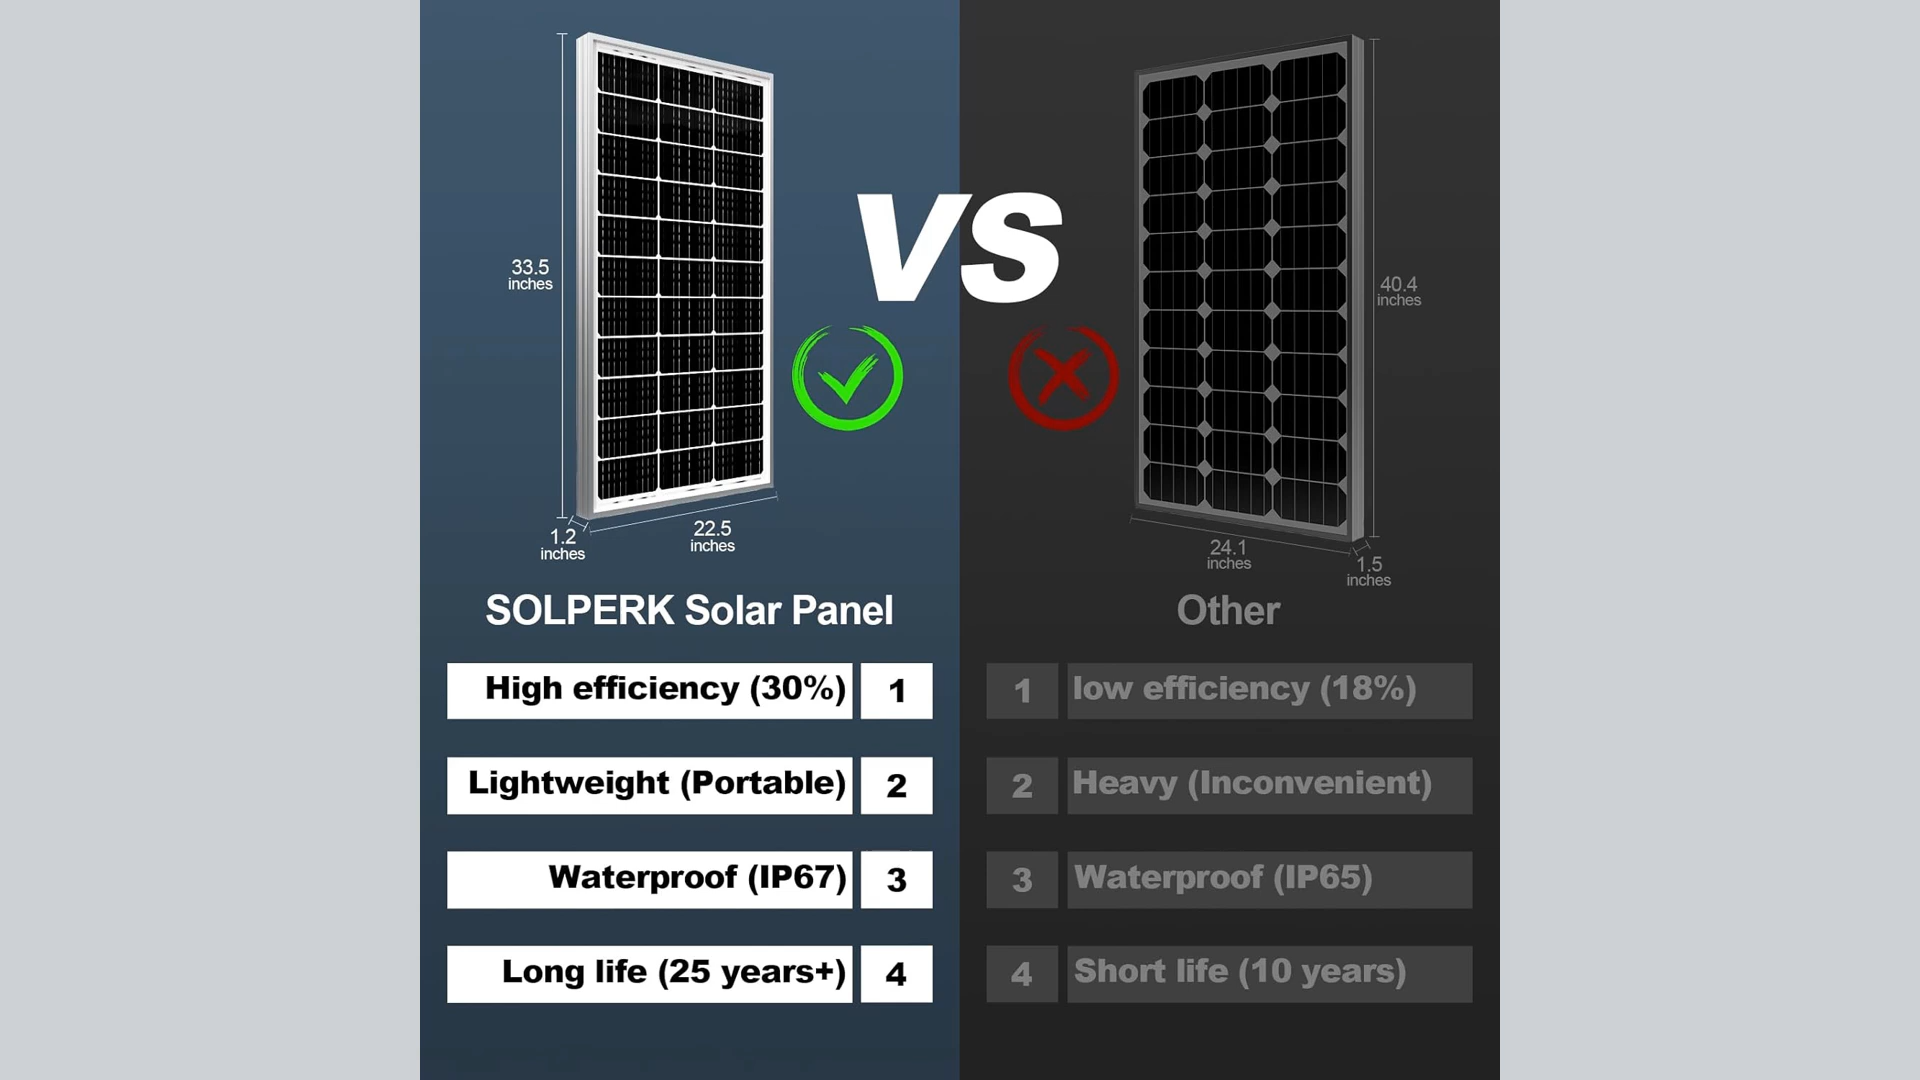 VS
33.5
inches
1.2
inches
22.5
inches
40.4
inches
24.1
inches
1.5
inches
SOLPERK Solar Panel
High efficiency (30%) 1
Lightweight (Portable) 2
Waterproof (IP67) 3
Long life (25 years+) 4
Other
1 low efficiency (18%)
2 Heavy (Inconvenient)
3 Waterproof (IP65)
4 Short life (10 years)